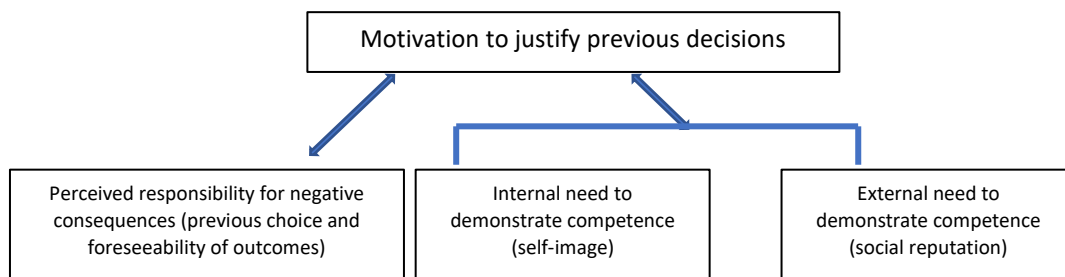 Motivation to justify previous decisions
Perceived responsibility for negative
consequences (previous choice and
foreseeability of outcomes)
Internal need to
demonstrate competence
(self-image)
External need to
demonstrate competence
(social reputation)